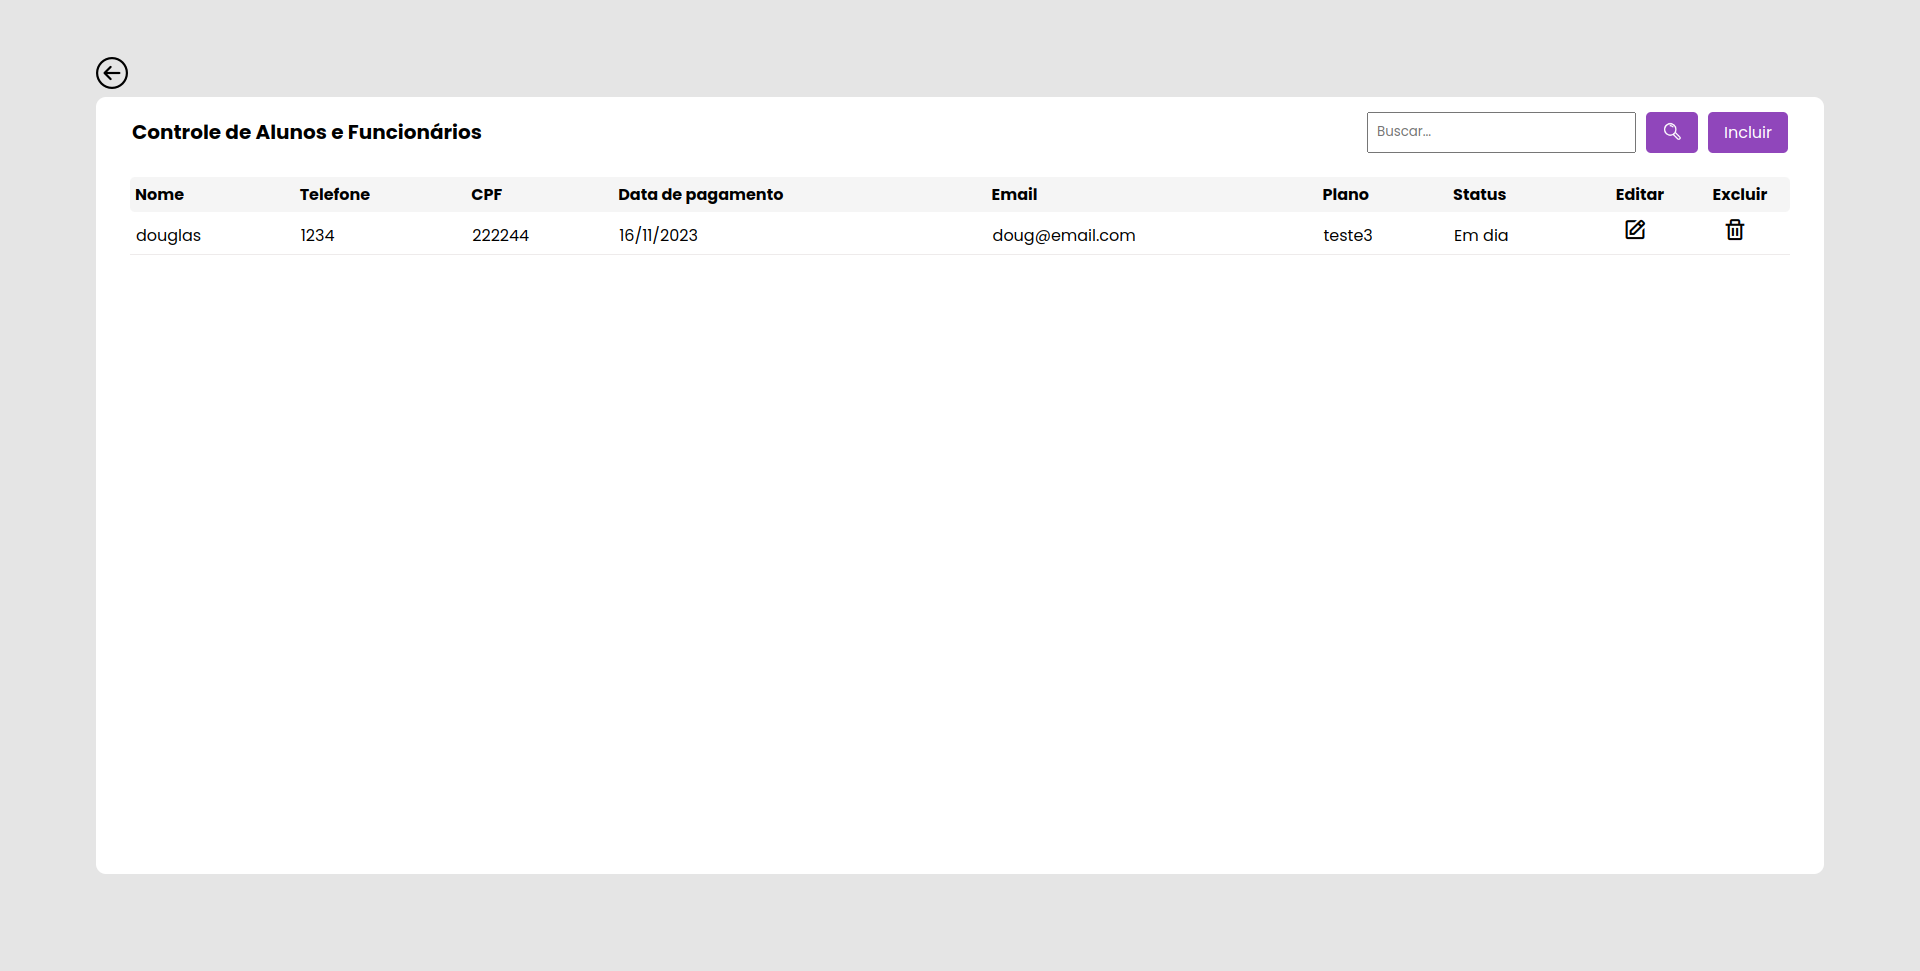 Controle de Alunos e Funcionários
Buscar...
Incluir
Nome Telefone CPF Data de pagamento Email Plano Status Editar Excluir
douglas 1234 222244 16/11/2023 doug@email.com teste3 Em dia